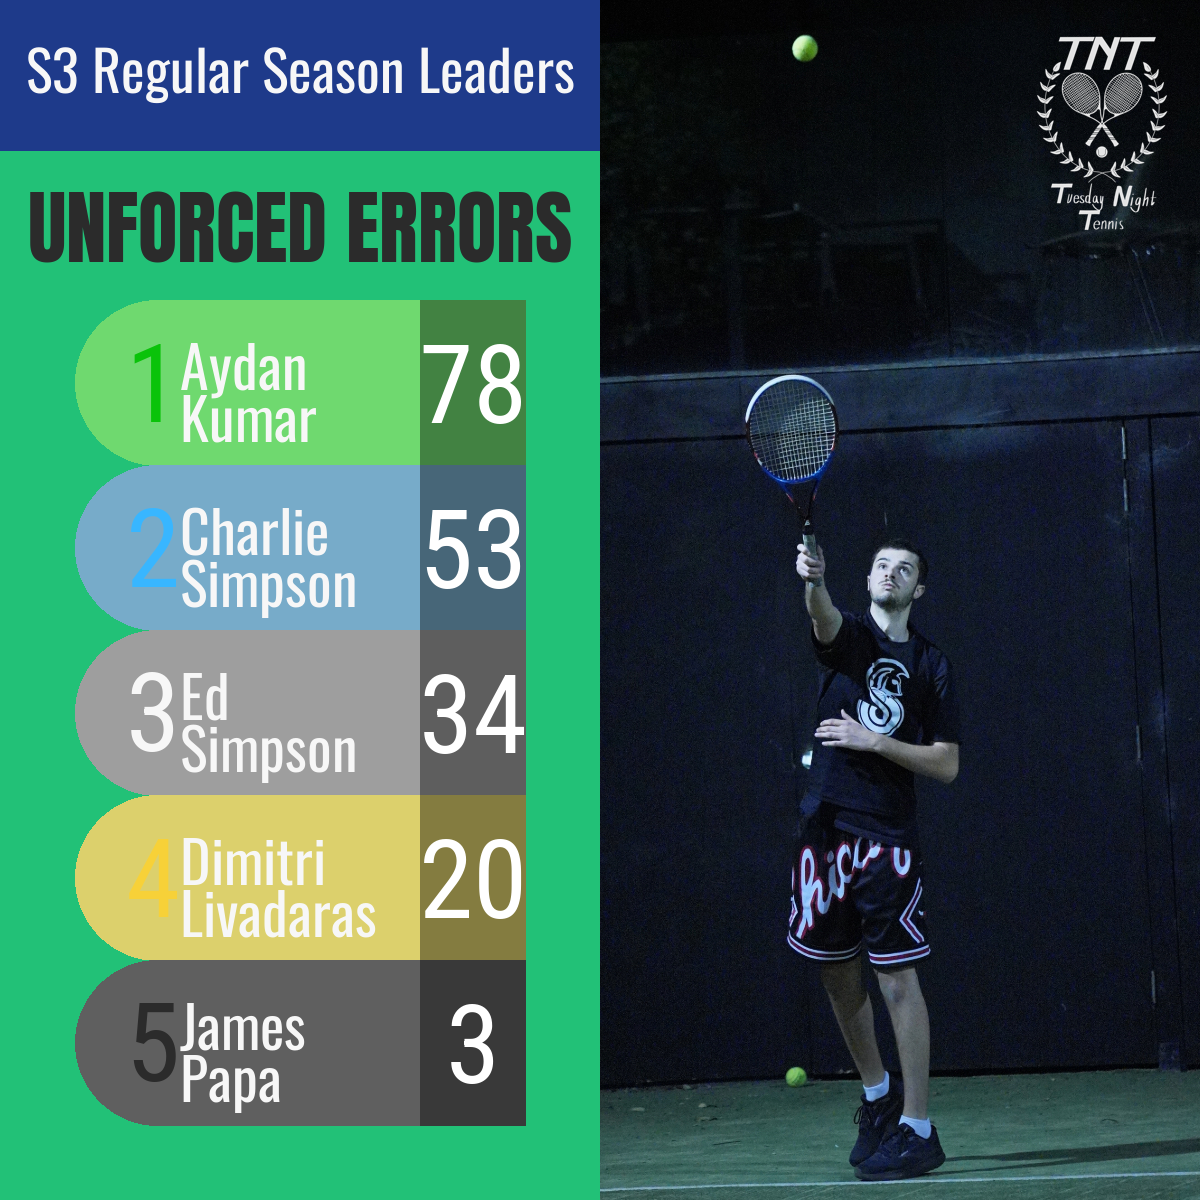 S3 Regular Season Leaders
UNFORCED ERRORS
1 Aydan Kumar 78
2 Charlie Simpson 53
3 Ed Simpson 34
4 Dimitri Livadaras 20
5 James Papa 3
TNT
Tuesday Night
Tennis
S